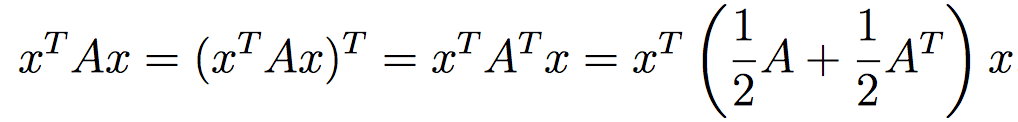 $x^T A x = (x^T A x)^T = x^T A^T x = x^T \left( \frac{1}{2} A + \frac{1}{2} A^T \right) x$